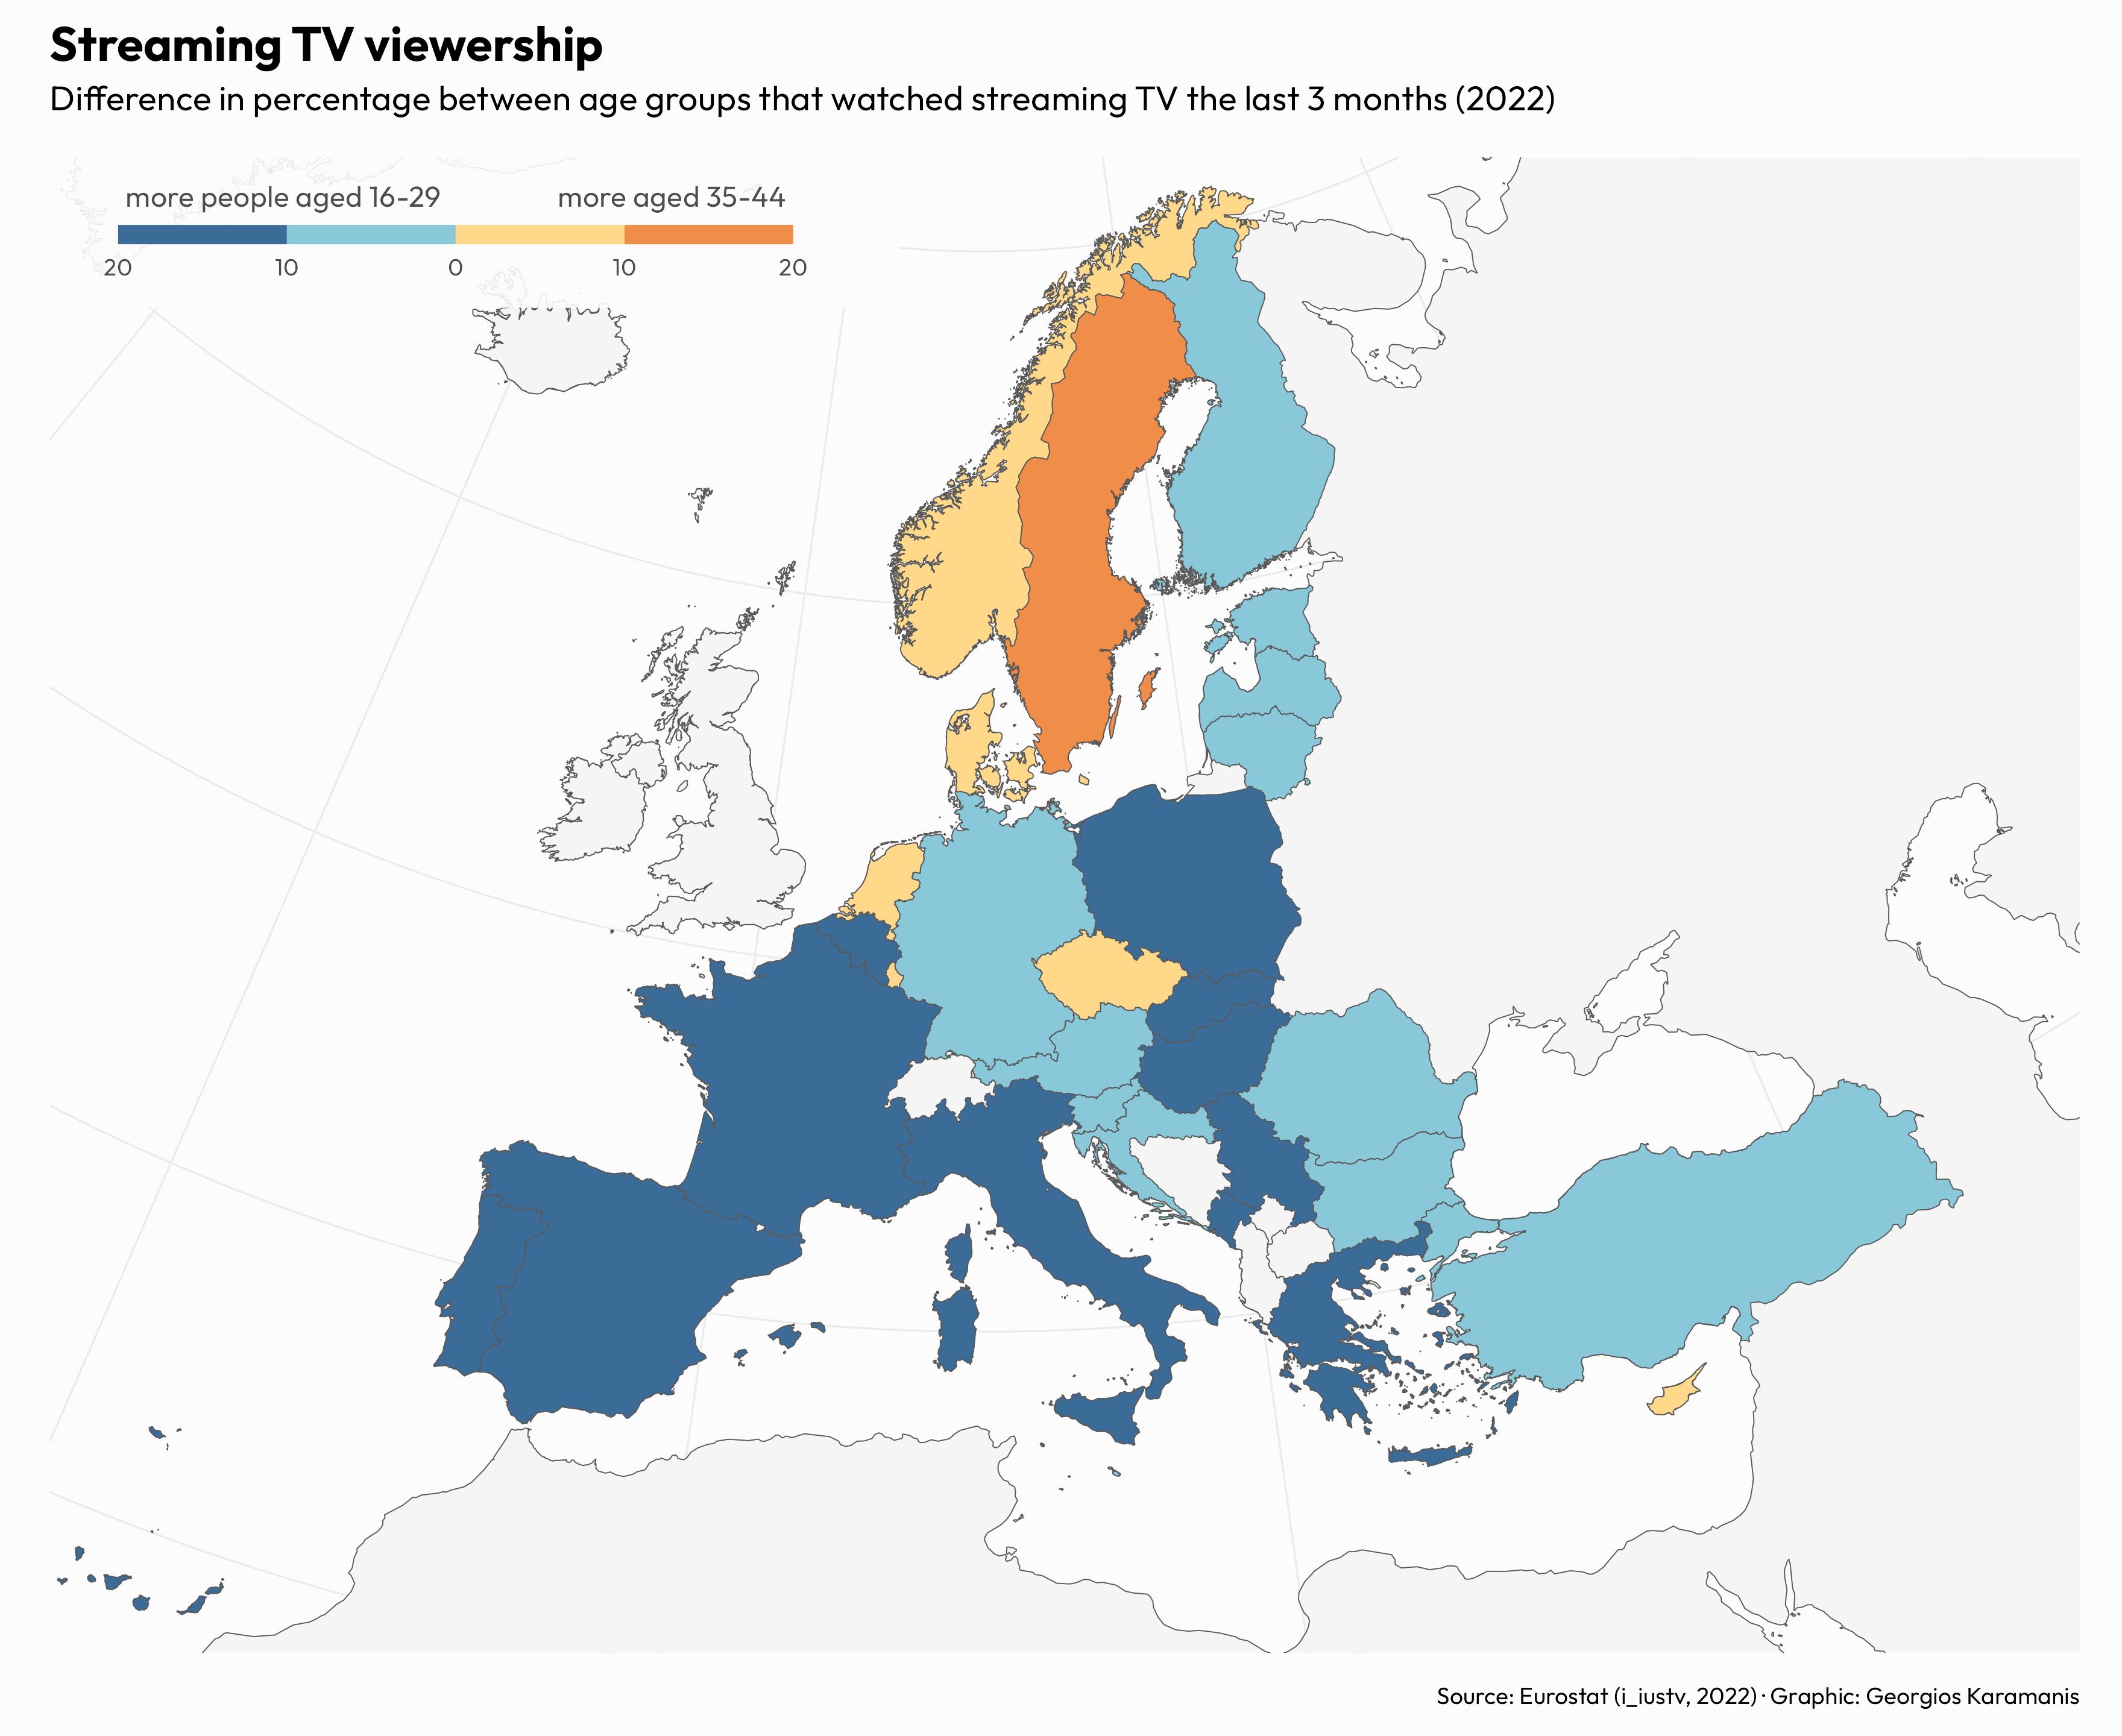 Streaming TV viewership
Difference in percentage between age groups that watched streaming TV the last 3 months (2022)
more people aged 16-29 more aged 35-44
20 10 0 10 20
Source: Eurostat (i_iustv, 2022) · Graphic: Georgios Karamanis